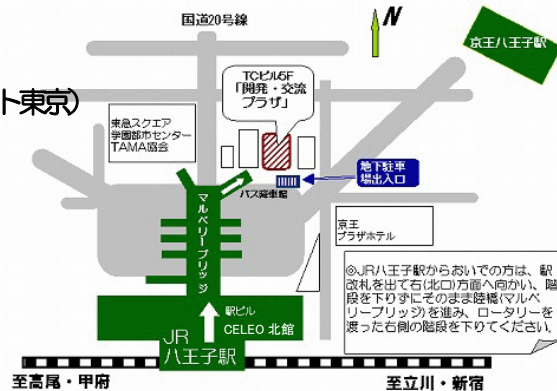 国道20号線
N
京王八王子駅
ト東京)
TCビル5F
「開発・交流
プラザ」
東急スクエア
学園都市センター
TAMA協会
地下駐車
場出入口
バス降車場
マルベリーブリッジ
京王
プラザホテル
◎JR八王子駅からおいでの方は、駅
改札を出て右(北口)方面へ向かい、階
段を下りずにそのまま陸橋(マルベ
リーブリッジ)を進み、ロータリーを
渡った右側の階段を下りてください。
駅ビル
CELEO 北館
JR
八王子駅
至高尾・甲府
至立川・新宿